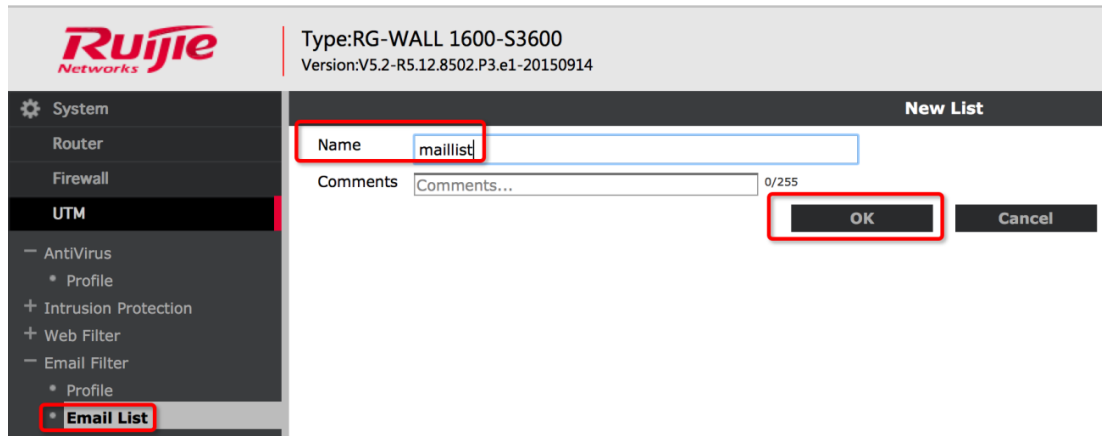 Ruijie
Networks
Type:RG-WALL 1600-S3600
Version:V5.2-R5.12.8502.P3.e1-20150914
System
Router
Firewall
UTM
AntiVirus
Profile
Intrusion Protection
Web Filter
Email Filter
Profile
Email List
New List
Name maillist
Comments Comments... 0/255
OK Cancel